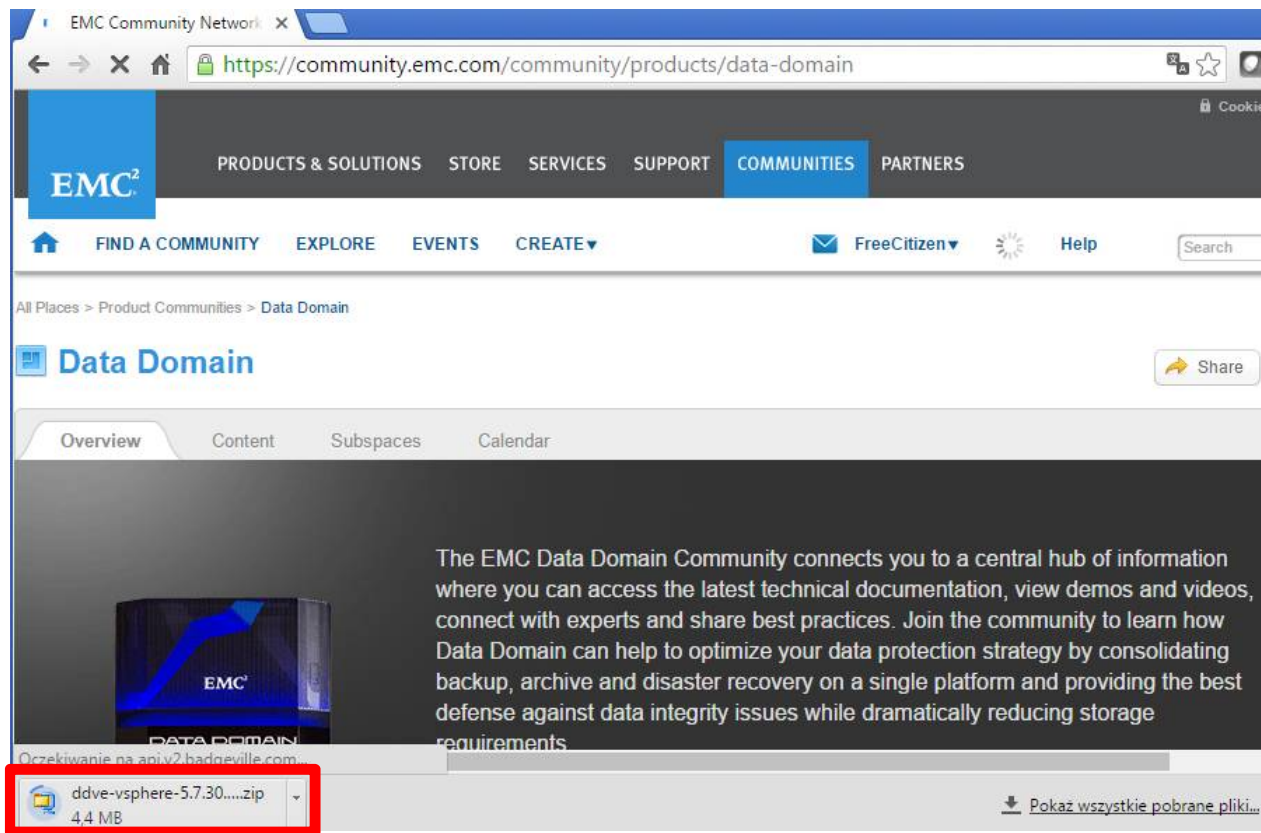 EMC Community Network
https://community.emc.com/community/products/data-domain
Cookie
EMC²
PRODUCTS & SOLUTIONS STORE SERVICES SUPPORT COMMUNITIES PARTNERS
FIND A COMMUNITY EXPLORE EVENTS CREATE FreeCitizen Help Search
All Places > Product Communities > Data Domain
Data Domain
Share
Overview Content Subspaces Calendar
The EMC Data Domain Community connects you to a central hub of information
where you can access the latest technical documentation, view demos and videos,
connect with experts and share best practices. Join the community to learn how
Data Domain can help to optimize your data protection strategy by consolidating
backup, archive and disaster recovery on a single platform and providing the best
defense against data integrity issues while dramatically reducing storage
requirements
EMC²
DATA DOMAIN
Oczekiwanie na api.v2.badgeville.com...
ddve-vsphere-5.7.30.....zip
4,4 MB
Pokaż wszystkie pobrane pliki...